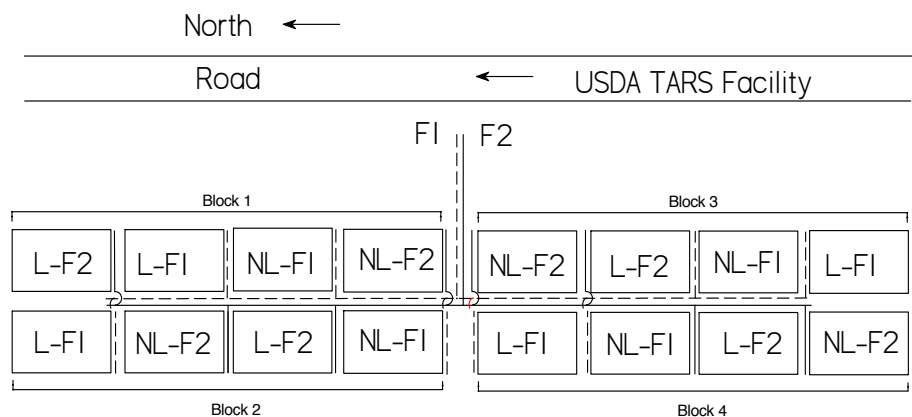 North
Road USDA TARS Facility
F1 F2
Block 1 Block 3
L-F2 L-F1 NL-F1 NL-F2 NL-F2 L-F2 NL-F1 L-F1
L-F1 NL-F2 L-F2 NL-F1 L-F1 NL-F1 L-F2 NL-F2
Block 2 Block 4